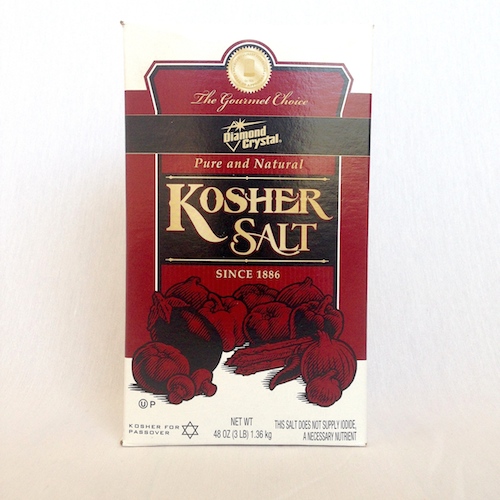 The Gourmet Choice
Diamond
Crystal®
Pure and Natural
KOSHER
SALT
SINCE 1886
U P
KOSHER FOR
PASSOVER
NET WT
48 OZ (3 LB) 1.36 kg
THIS SALT DOES NOT SUPPLY IODIDE,
A NECESSARY NUTRIENT